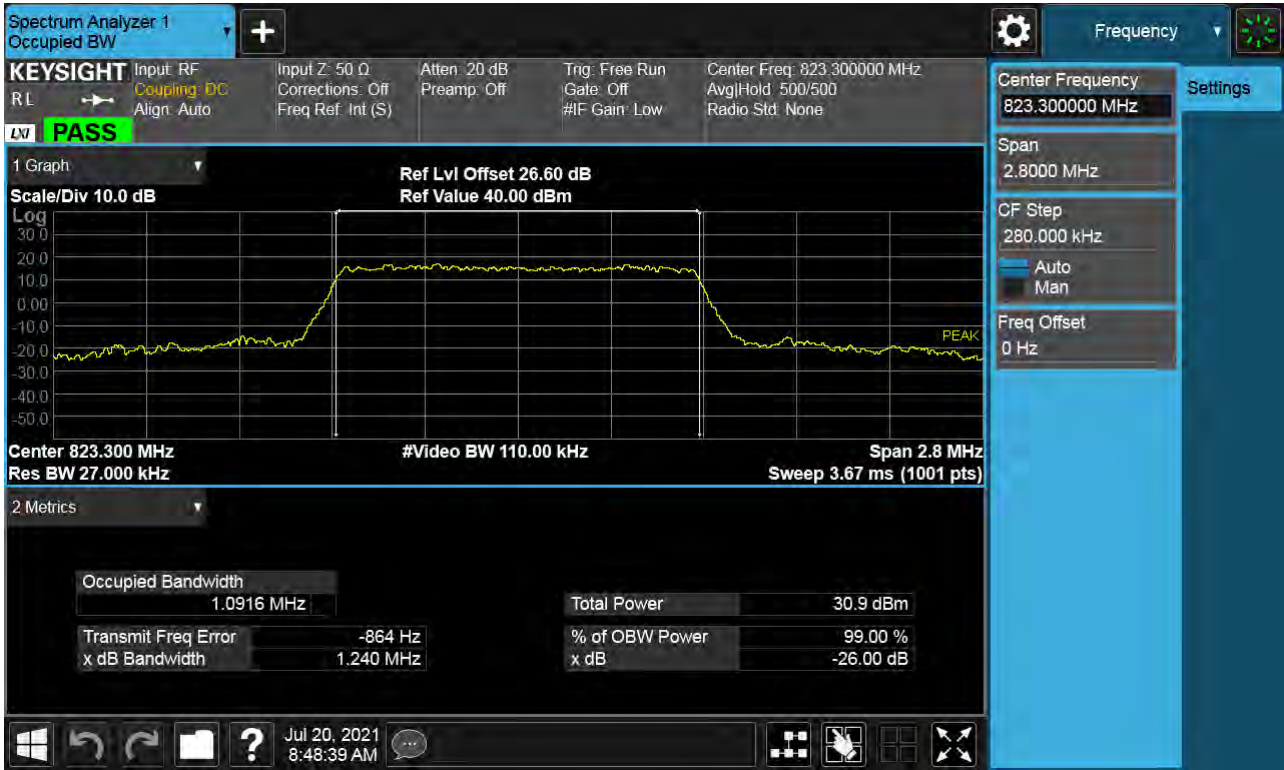 Spectrum Analyzer 1
Occupied BW
Frequency
KEYSIGHT
RL
LXI
PASS
Input: RF
Coupling: DC
Align: Auto
Input Z: 50 Ω
Corrections: Off
Freq Ref: Int (S)
Atten: 20 dB
Preamp: Off
Trig: Free Run
Gate: Off
#IF Gain: Low
Center Freq: 823.300000 MHz
Avg|Hold: 500/500
Radio Std: None
Center Frequency
823.300000 MHz
Settings
Span
2.8000 MHz
CF Step
280.000 kHz
Auto
Man
Freq Offset
0 Hz
1 Graph
Scale/Div 10.0 dB
Ref Lvl Offset 26.60 dB
Ref Value 40.00 dBm
Log
30.0
20.0
10.0
0.00
-10.0
-20.0
-30.0
-40.0
-50.0
PEAK
Center 823.300 MHz
#Video BW 110.00 kHz
Span 2.8 MHz
Res BW 27.000 kHz
Sweep 3.67 ms (1001 pts)
2 Metrics
Occupied Bandwidth
1.0916 MHz
Total Power 30.9 dBm
Transmit Freq Error -864 Hz
% of OBW Power 99.00 %
x dB Bandwidth 1.240 MHz
x dB -26.00 dB
?
Jul 20, 2021
8:48:39 AM